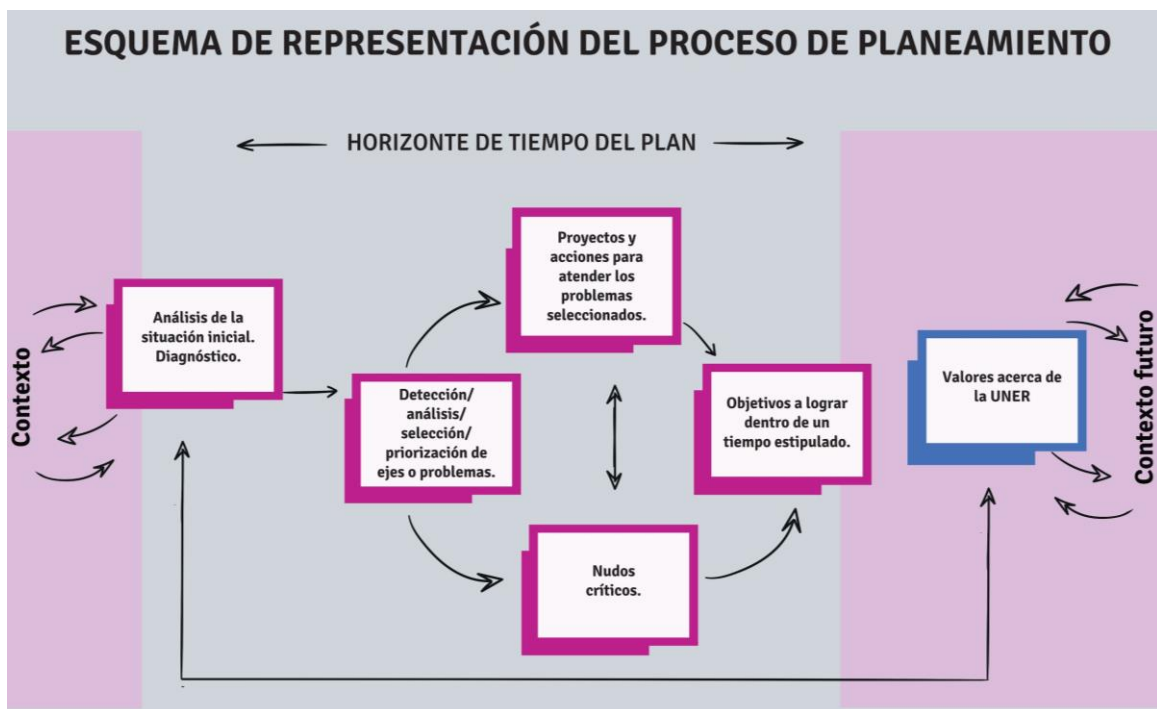 ESQUEMA DE REPRESENTACIÓN DEL PROCESO DE PLANEAMIENTO
HORIZONTE DE TIEMPO DEL PLAN
Contexto
Análisis de la
situación inicial.
Diagnóstico.
Detección/
análisis/
selección/
priorización de
ejes o problemas.
Proyectos y
acciones para
atender los
problemas
seleccionados.
Nudos
críticos.
Objetivos a lograr
dentro de un
tiempo estipulado.
Valores acerca de
la UNER
Contexto futuro